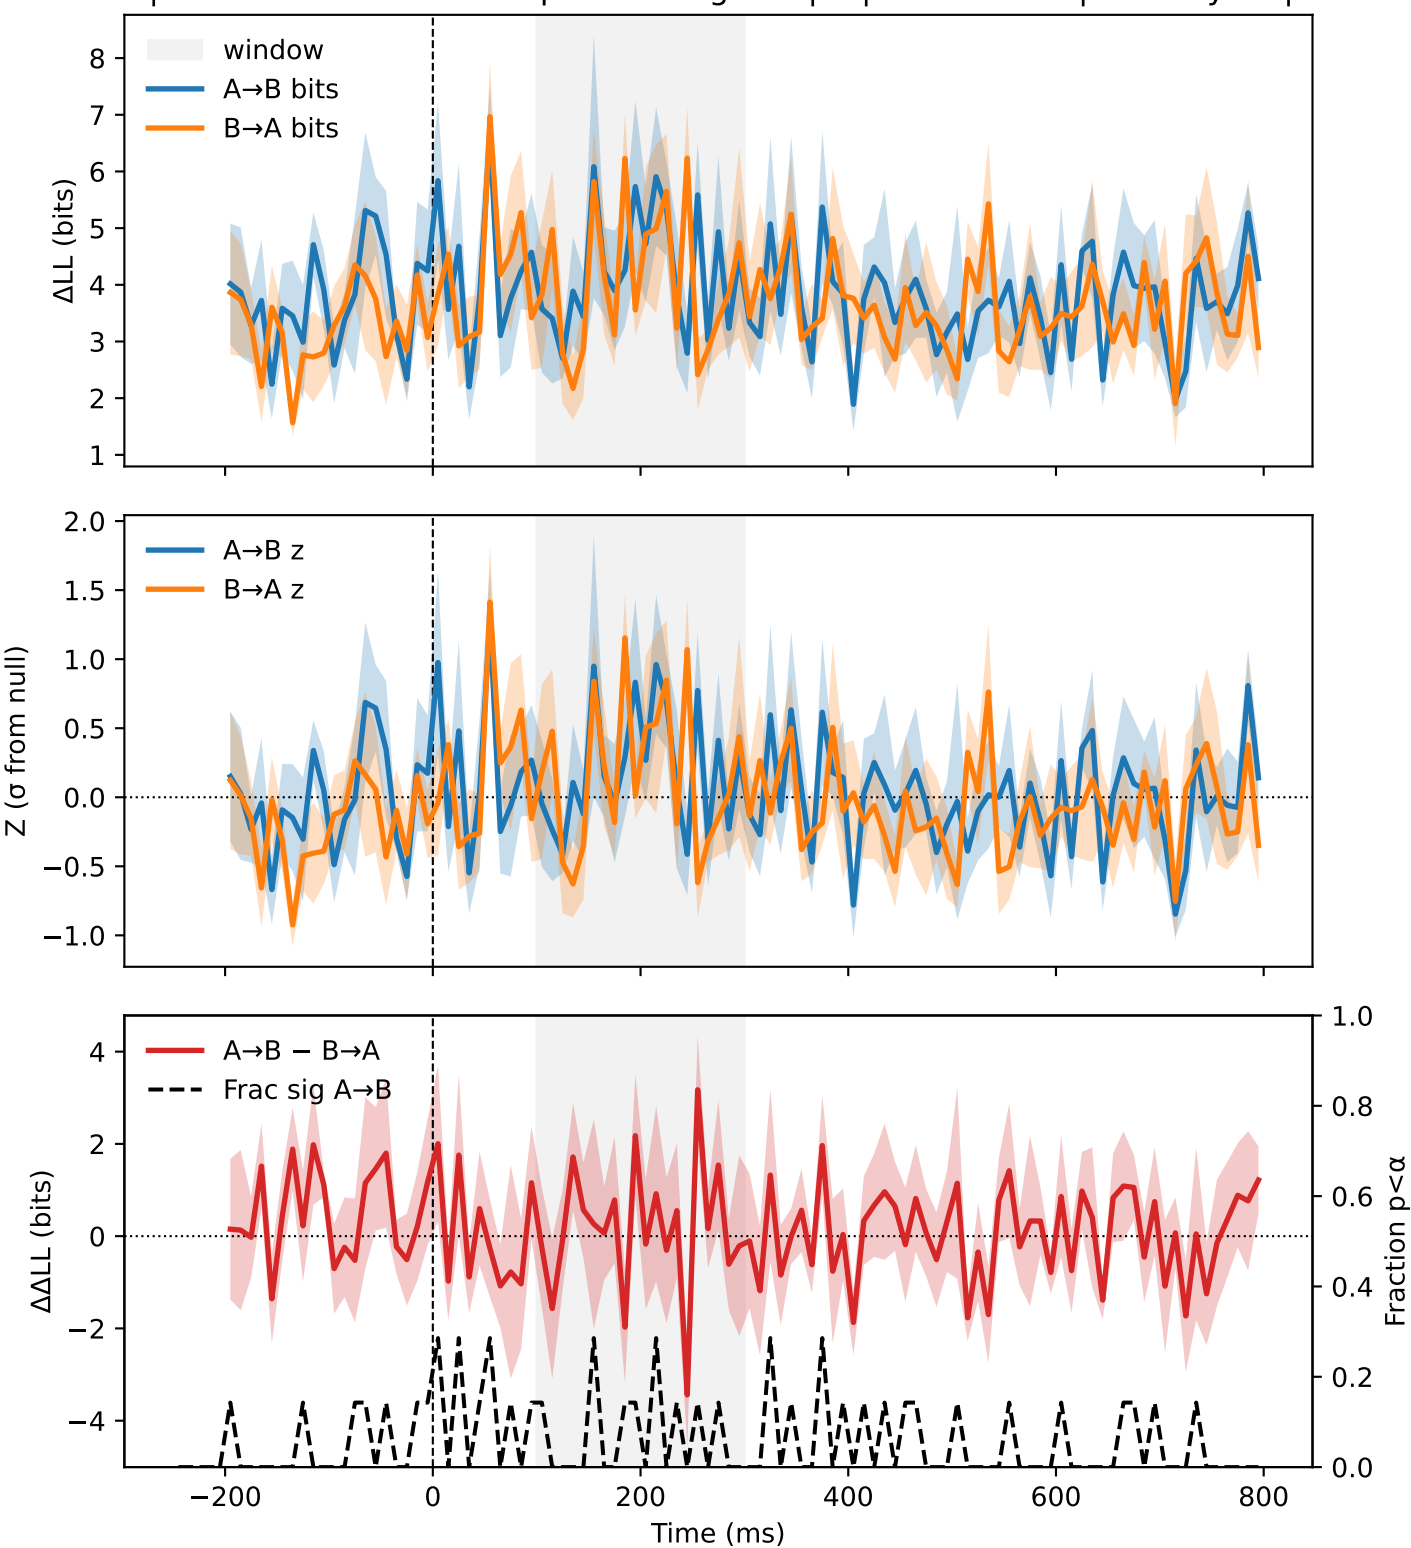 window
A→B bits
B→A bits
8
7
6
5
4
3
2
1
ΔLL (bits)
A→B z
B→A z
2.0
1.5
1.0
0.5
0.0
−0.5
−1.0
Z (σ from null)
A→B − B→A
Frac sig A→B
4
2
0
−2
−4
ΔΔLL (bits)
1.0
0.8
0.6
0.4
0.2
0.0
Fraction p<α
−200
0
200
400
600
800
Time (ms)